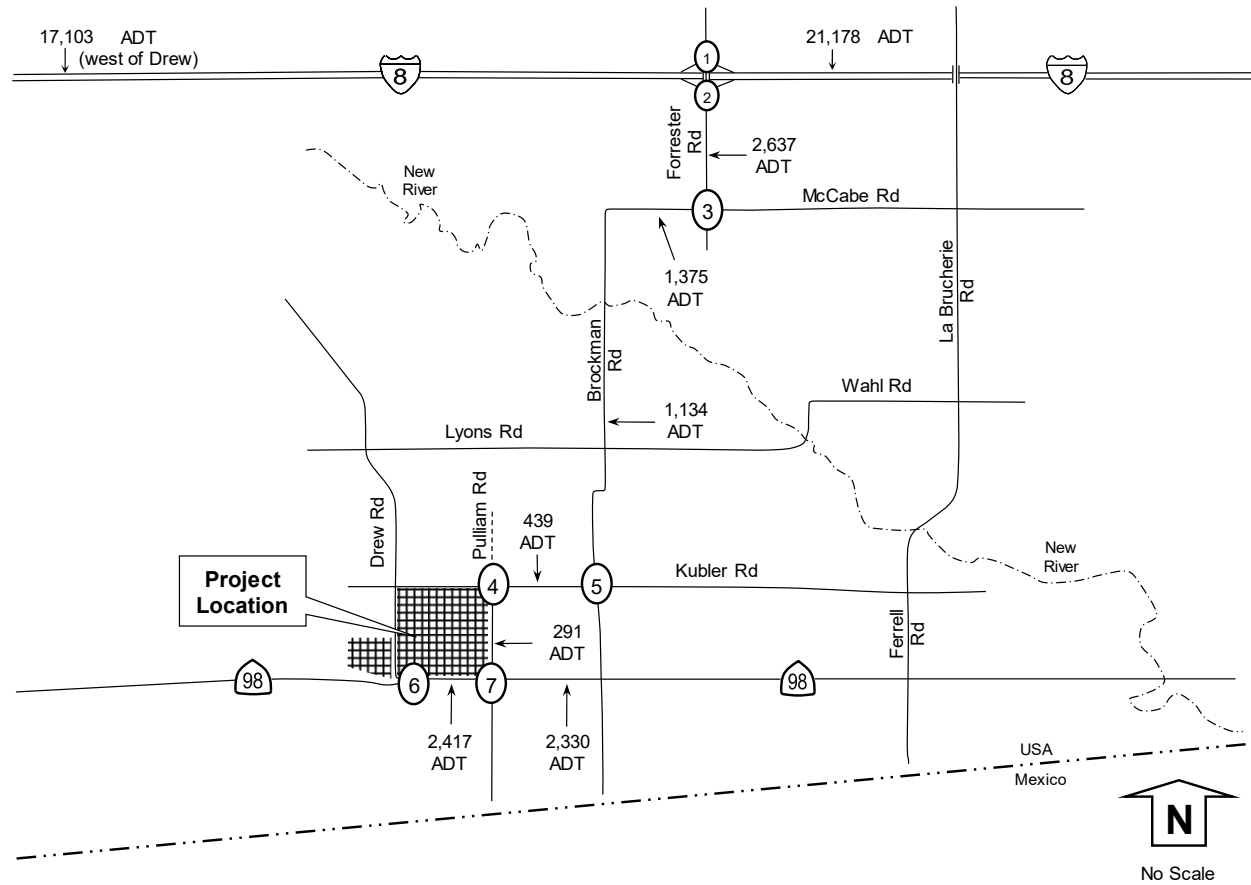 17,103 ADT
(west of Drew)
21,178 ADT
8
8
1
2
Forrester
Rd
2,637
ADT
New
River
3
McCabe Rd
1,375
ADT
La Brucherie
Rd
Brockman
Rd
Wahl Rd
1,134
ADT
Lyons Rd
Drew Rd
Pulliam Rd
439
ADT
New
River
Project
Location
4
5
Kubler Rd
291
ADT
Ferrell
Rd
98
6
7
98
2,417
ADT
2,330
ADT
USA
Mexico
N
No Scale